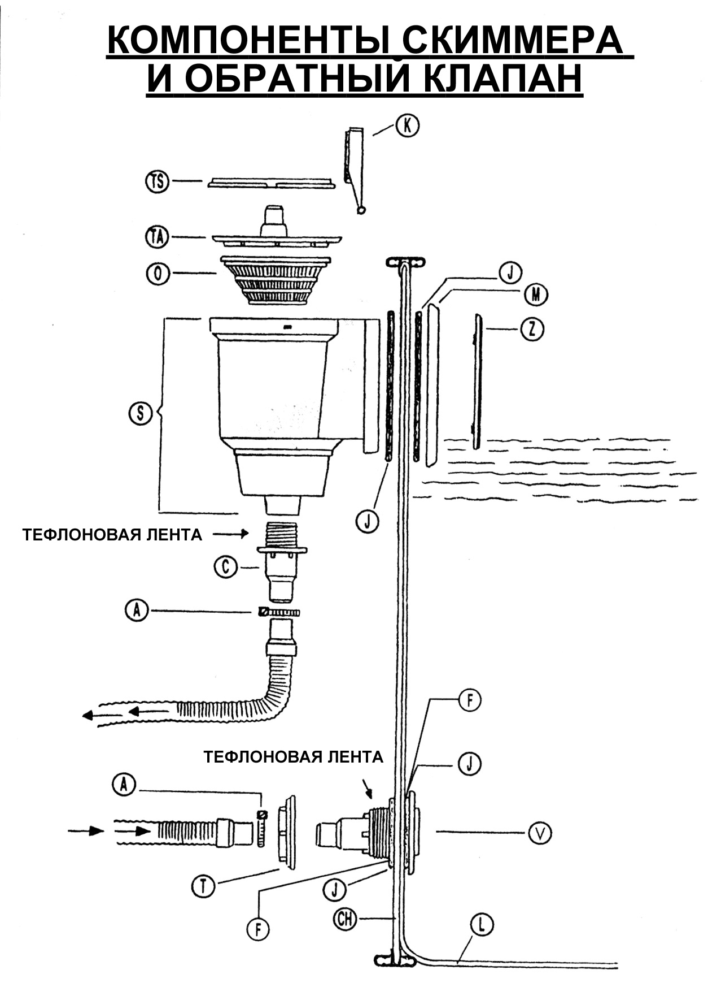 КОМПОНЕНТЫ СКИММЕРА
И ОБРАТНЫЙ КЛАПАН
K
TS
TA
O
J
M
Z
S
J
ТЕФЛОНОВАЯ ЛЕНТА
C
A
F
ТЕФЛОНОВАЯ ЛЕНТА
J
A
V
T
J
F
CH
L